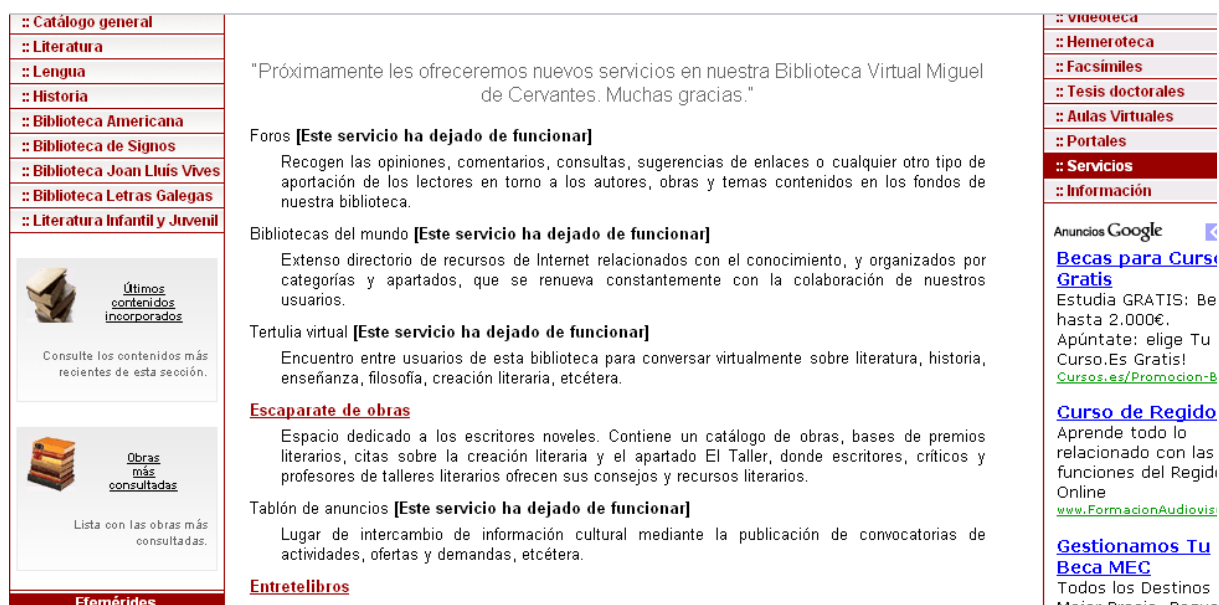 :: Catálogo general
:: Literatura
:: Lengua
:: Historia
:: Biblioteca Americana
:: Biblioteca de Signos
:: Biblioteca Joan Lluís Vives
:: Biblioteca Letras Galegas
:: Literatura Infantil y Juvenil
Últimos
contenidos
incorporados
Consulte los contenidos más
recientes de esta sección.
Obras
más
consultadas
Lista con las obras más
consultadas.
Efemérides
"Próximamente les ofreceremos nuevos servicios en nuestra Biblioteca Virtual Miguel
de Cervantes. Muchas gracias."
Foros [Este servicio ha dejado de funcionar]
Recogen las opiniones, comentarios, consultas, sugerencias de enlaces o cualquier otro tipo de
aportación de los lectores en torno a los autores, obras y temas contenidos en los fondos de
nuestra biblioteca.
Bibliotecas del mundo [Este servicio ha dejado de funcionar]
Extenso directorio de recursos de Internet relacionados con el conocimiento, y organizados por
categorías y apartados, que se renueva constantemente con la colaboración de nuestros
usuarios.
Tertulia virtual [Este servicio ha dejado de funcionar]
Encuentro entre usuarios de esta biblioteca para conversar virtualmente sobre literatura, historia,
enseñanza, filosofía, creación literaria, etcétera.
Escaparate de obras
Espacio dedicado a los escritores noveles. Contiene un catálogo de obras, bases de premios
literarios, citas sobre la creación literaria y el apartado El Taller, donde escritores, críticos y
profesores de talleres literarios ofrecen sus consejos y recursos literarios.
Tablón de anuncios [Este servicio ha dejado de funcionar]
Lugar de intercambio de información cultural mediante la publicación de convocatorias de
actividades, ofertas y demandas, etcétera.
Entretelibros
:: Videoteca
:: Hemeroteca
:: Facsímiles
:: Tesis doctorales
:: Aulas Virtuales
:: Portales
:: Servicios
:: Información
Anuncios Google
Becas para Curso
Gratis
Estudia GRATIS: Be
hasta 2.000€.
Apúntate: elige Tu
Curso.Es Gratis!
Cursos.es/Promocion-B
Curso de Regido
Aprende todo lo
relacionado con las
funciones del Regid
Online
www.FormacionAudiovis
Gestionamos Tu
Beca MEC
Todos los Destinos